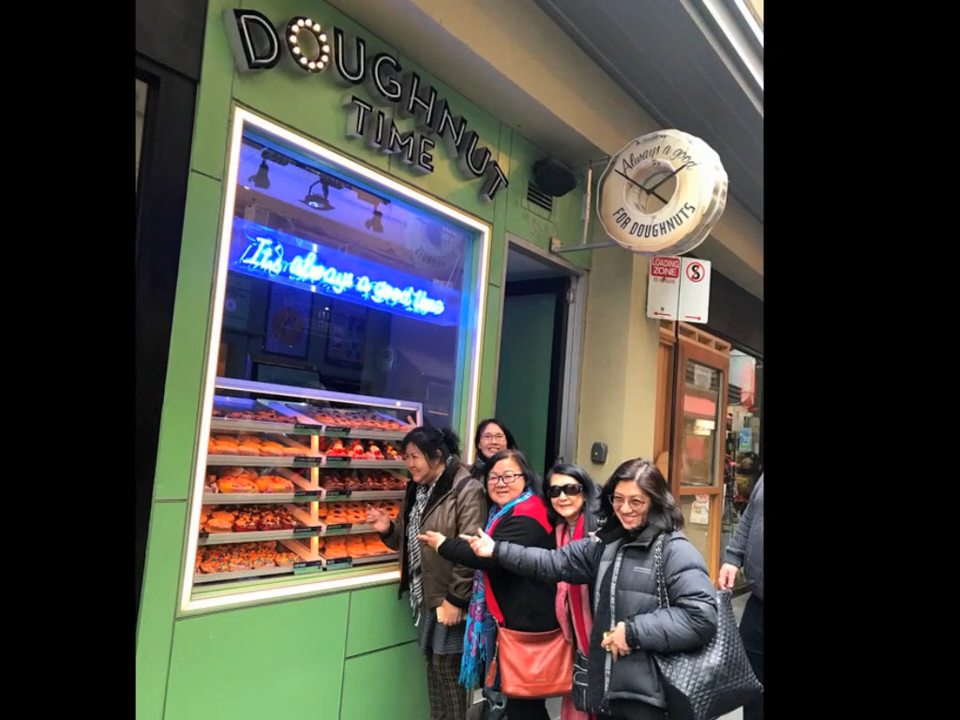 DOUGHNUT
TIME
It's always a good time
Always a good
FOR DOUGHNUTS
LOADING
ZONE
S